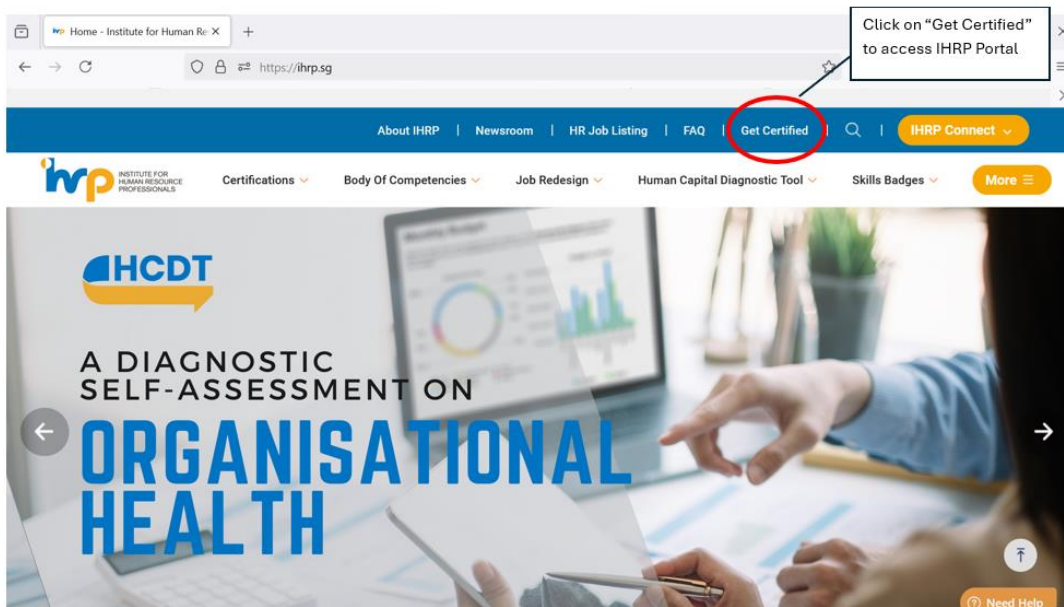 Click on “Get Certified”
to access IHRP Portal
Home - Institute for Human Re
https://ihrp.sg
About IHRP | Newsroom | HR Job Listing | FAQ | Get Certified | | IHRP Connect
ihrp INSTITUTE FOR
HUMAN RESOURCE
PROFESSIONALS
Certifications Body Of Competencies Job Redesign Human Capital Diagnostic Tool Skills Badges More
HCDT
A DIAGNOSTIC
SELF-ASSESSMENT ON
ORGANISATIONAL
HEALTH
Need Help